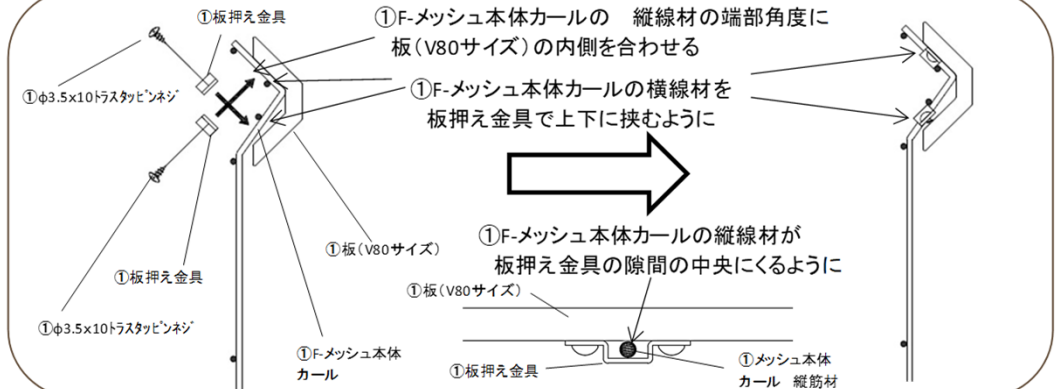 ①板押え金具
①φ3.5x10トラスタッピンネジ
①F-メッシュ本体カールの　縦線材の端部角度に
板(V80サイズ)の内側を合わせる
①F-メッシュ本体カールの横線材を
板押え金具で上下に挟むように
①F-メッシュ本体カールの縦線材が
板押え金具の隙間の中央にくるように
①板(V80サイズ)
①板押え金具
①φ3.5x10トラスタッピンネジ
①F-メッシュ本体
カール
①板(V80サイズ)
①板押え金具
①メッシュ本体
カール　縦筋材